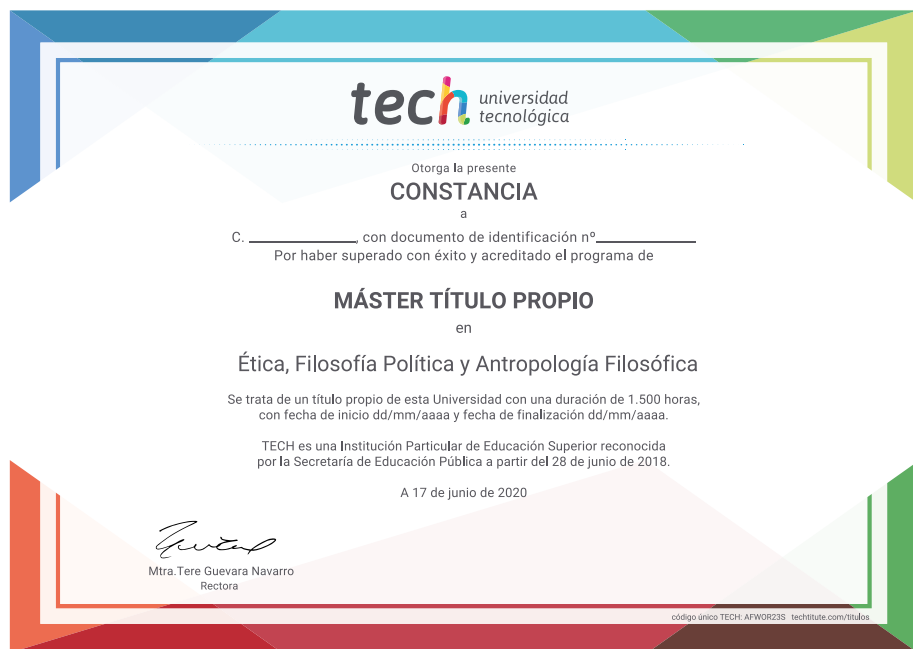 tech universidad
tecnológica
Otorga la presente
CONSTANCIA
a
C. ____________, con documento de identificación nº____________
Por haber superado con éxito y acreditado el programa de
MÁSTER TÍTULO PROPIO
en
Ética, Filosofía Política y Antropología Filosófica
Se trata de un título propio de esta Universidad con una duración de 1.500 horas,
con fecha de inicio dd/mm/aaaa y fecha de finalización dd/mm/aaaa.
TECH es una Institución Particular de Educación Superior reconocida
por la Secretaría de Educación Pública a partir del 28 de junio de 2018.
A 17 de junio de 2020
Mtra.Tere Guevara Navarro
Rectora
código único TECH: AFWOR23S techtitute.com/titulos